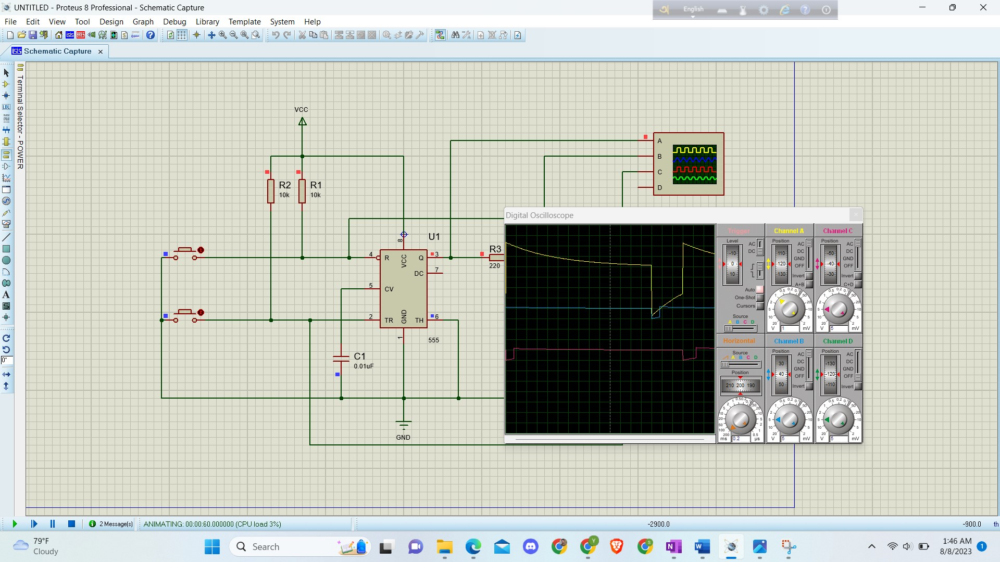 UNTITLED - Proteus 8 Professional - Schematic Capture
English
File Edit View Tool Design Graph Debug Library Template System Help
Schematic Capture
Terminal Selector - POWER
VCC
R2
10k
R1
10k
A
B
C
D
U1
R3
220
4
R
8
VCC
Q
3
DC
7
5
CV
2
TR
GND
TH
6
1
555
C1
0.01uF
GND
Digital Oscilloscope
Trigger
Level
AC
DC
-10
0
10
Auto
One-Shot
Cursors
Source
A B C D
Channel A
Position
AC
DC
GND
OFF
110
120
130
Invert
A+B
V 1 mV
Channel C
Position
AC
DC
GND
OFF
-50
-40
-30
Invert
C+D
V 5 mV
Horizontal
Source
A B C D
Position
210 200 190
ms 0.2 µs
Channel B
Position
AC
DC
GND
OFF
30
40
50
Invert
V 5 mV
Channel D
Position
AC
DC
GND
OFF
-130
-120
-110
Invert
V 5 mV
2 Message(s)
ANIMATING: 00:00:60.000000 (CPU load 3%)
-2900.0
-900.0
th
79°F
Cloudy
Search
1:46 AM
8/8/2023
1